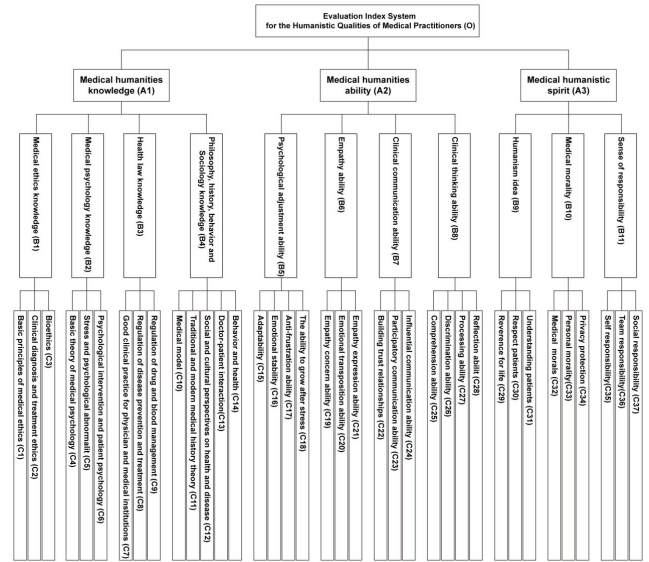 Evaluation Index System
for the Humanistic Qualities of Medical Practitioners (O)
Medical humanities
knowledge (A1)
Medical humanities
ability (A2)
Medical humanistic
spirit (A3)
Medical ethics knowledge (B1)
Medical psychology knowledge (B2)
Health law knowledge (B3)
Philosophy, history, behavior and
Sociology knowledge (B4)
Psychological adjustment ability (B5)
Empathy ability (B6)
Clinical communication ability (B7
Clinical thinking ability (B8)
Humanism idea (B9)
Medical morality (B10)
Sense of responsibility (B11)
Basic principles of medical ethics (C1)
Clinical diagnosis and treatment ethics (C2)
Bioethics (C3)
Basic theory of medical psychology (C4)
Stress and psychological abnormalit (C5)
Psychological intervention and patient psychology (C6)
Good clinical practice for physician and medical institutions (C7)
Regulation of disease prevention and treatment (C8)
Regulation of drug and blood management (C9)
Medical model (C10)
Traditional and modern medical history theory (C11)
Social and cultural perspectives on health and disease (C12)
Doctor-patient interaction(C13)
Behavior and health (C14)
Adaptability (C15)
Emotional stability (C16)
Anti-frustration ability (C17)
The ability to grow after stress (C18)
Empathy concern ability (C19)
Emotional transposition ability (C20)
Empathy expression ability (C21)
Building trust relationships (C22)
Participatory communication ability (C23)
Influential communication ability (C24)
Comprehension ability (C25)
Discrimination ability (C26)
Processing ability (C27)
Reflection abilit (C28)
Reverence for life (C29)
Respect patients (C30)
Understanding patients (C31)
Medical morals (C32)
Personal morality(C33)
Privacy protection (C34)
Self responsibility(C35)
Team responsibility(C36)
Social responsibility (C37)